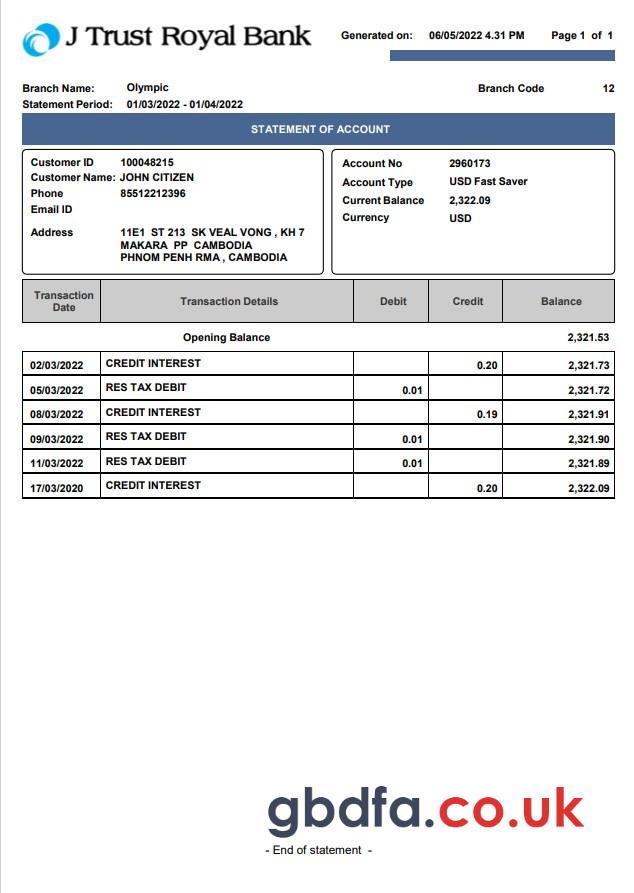 J Trust Royal Bank
Generated on: 06/05/2022 4.31 PM Page 1 of 1
Branch Name: Olympic Branch Code 12
Statement Period: 01/03/2022 - 01/04/2022
STATEMENT OF ACCOUNT
Customer ID 100048215
Customer Name: JOHN CITIZEN
Phone 85512212396
Email ID
Address 11E1 ST 213 SK VEAL VONG , KH 7
MAKARA PP CAMBODIA
PHNOM PENH RMA , CAMBODIA
Account No 2960173
Account Type USD Fast Saver
Current Balance 2,322.09
Currency USD
Transaction Date Transaction Details Debit Credit Balance
Opening Balance 2,321.53
02/03/2022 CREDIT INTEREST 0.20 2,321.73
05/03/2022 RES TAX DEBIT 0.01 2,321.72
08/03/2022 CREDIT INTEREST 0.19 2,321.91
09/03/2022 RES TAX DEBIT 0.01 2,321.90
11/03/2022 RES TAX DEBIT 0.01 2,321.89
17/03/2020 CREDIT INTEREST 0.20 2,322.09
gbdfa.co.uk
- End of statement -